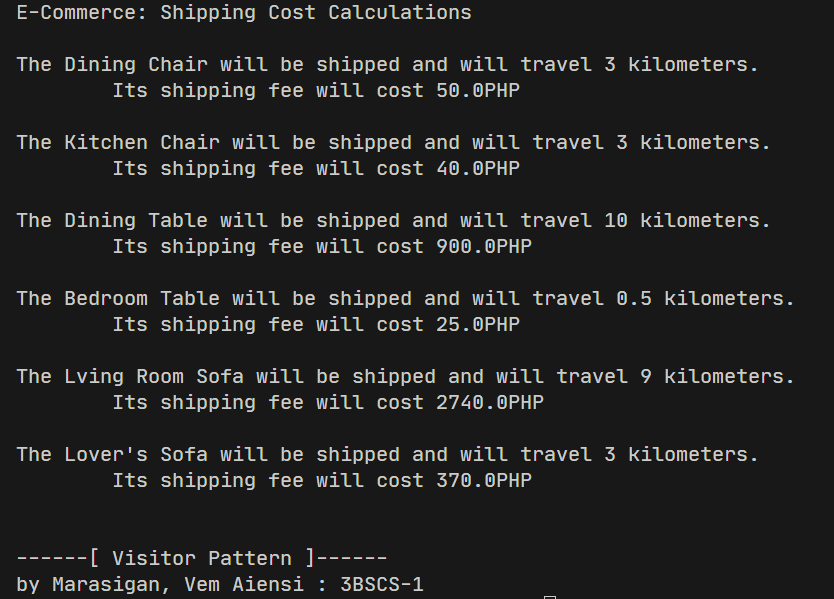 E-Commerce: Shipping Cost Calculations
The Dining Chair will be shipped and will travel 3 kilometers.
Its shipping fee will cost 50.0PHP
The Kitchen Chair will be shipped and will travel 3 kilometers.
Its shipping fee will cost 40.0PHP
The Dining Table will be shipped and will travel 10 kilometers.
Its shipping fee will cost 900.0PHP
The Bedroom Table will be shipped and will travel 0.5 kilometers.
Its shipping fee will cost 25.0PHP
The Lving Room Sofa will be shipped and will travel 9 kilometers.
Its shipping fee will cost 2740.0PHP
The Lover's Sofa will be shipped and will travel 3 kilometers.
Its shipping fee will cost 370.0PHP
------[ Visitor Pattern ]------
by Marasigan, Vem Aiensi : 3BSCS-1